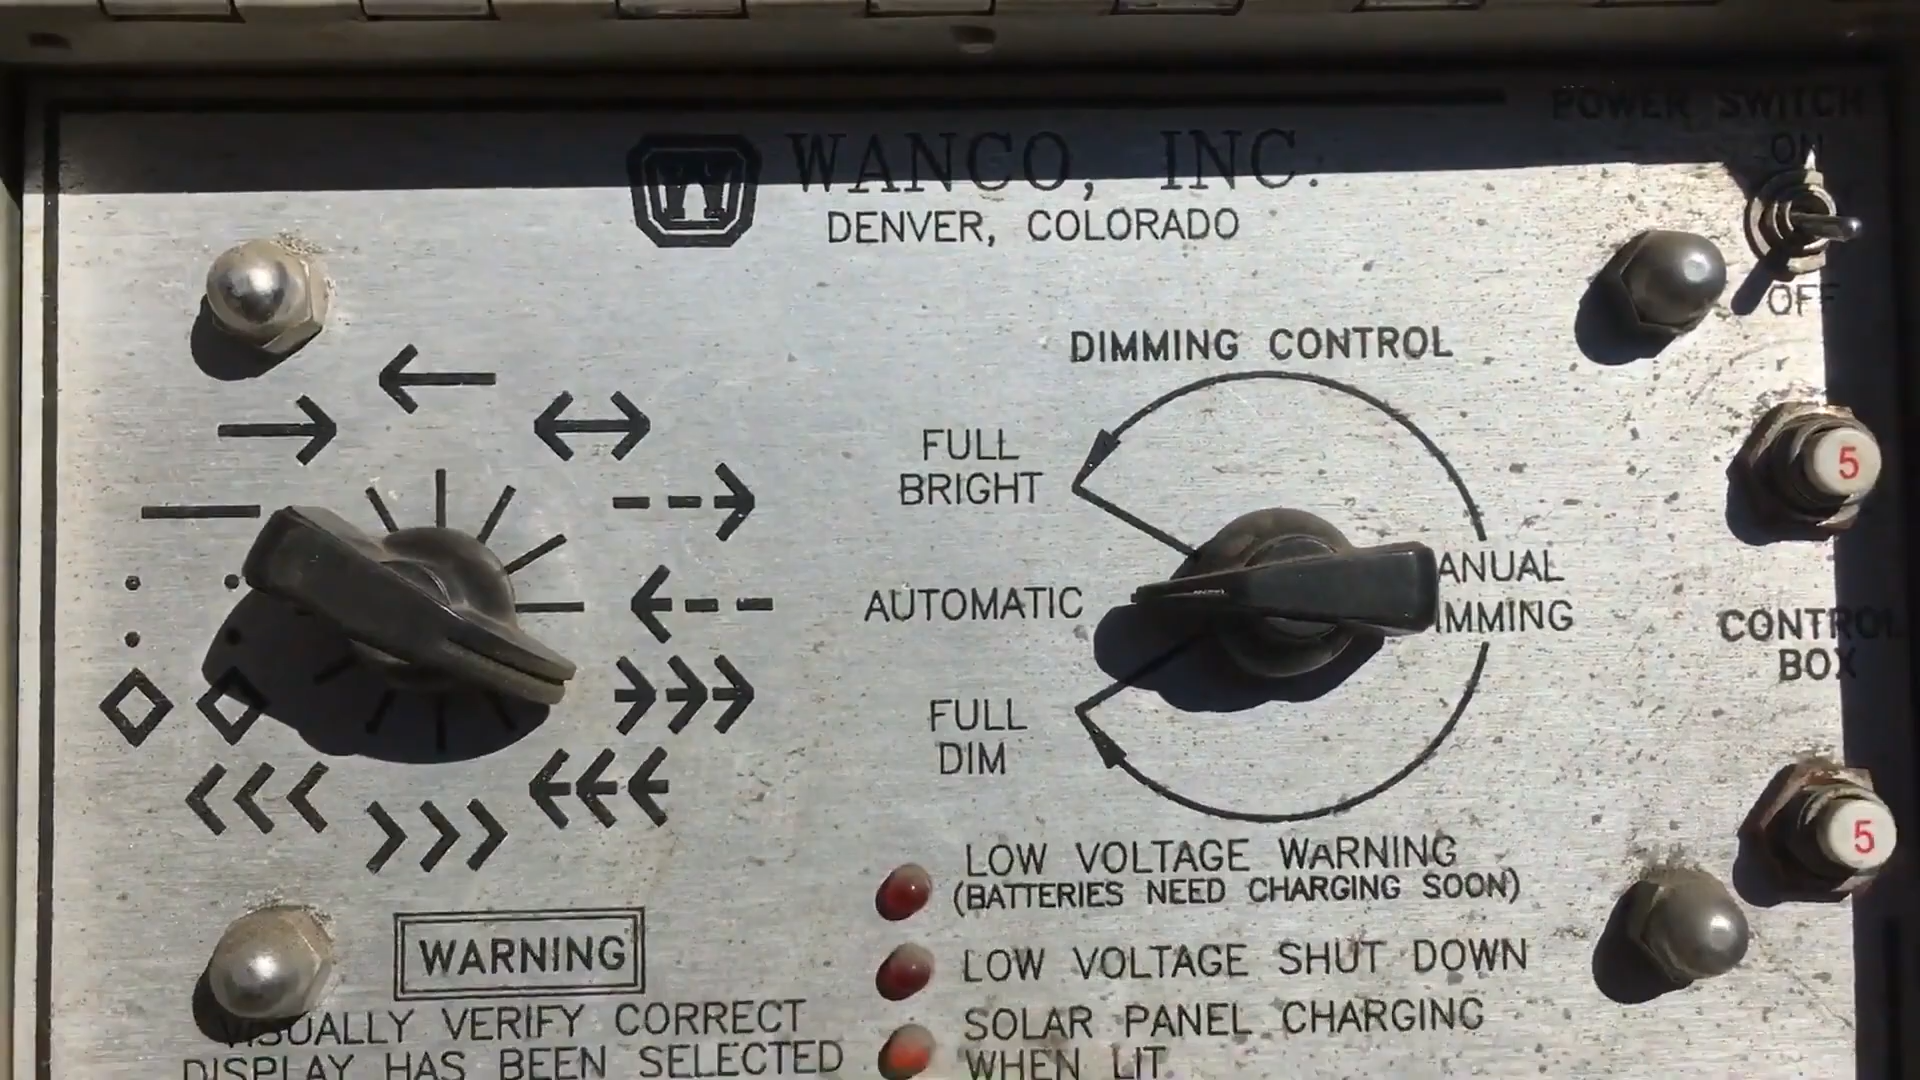 POWER SWITCH
ON
WANCO, INC.
DENVER, COLORADO
OFF
DIMMING CONTROL
FULL
BRIGHT
5
ANUAL
AUTOMATIC
IMMING
CONTROL
BOX
FULL
DIM
5
LOW VOLTAGE WARNING
(BATTERIES NEED CHARGING SOON)
WARNING
LOW VOLTAGE SHUT DOWN
VISUALLY VERIFY CORRECT
DISPLAY HAS BEEN SELECTED
SOLAR PANEL CHARGING
WHEN LIT